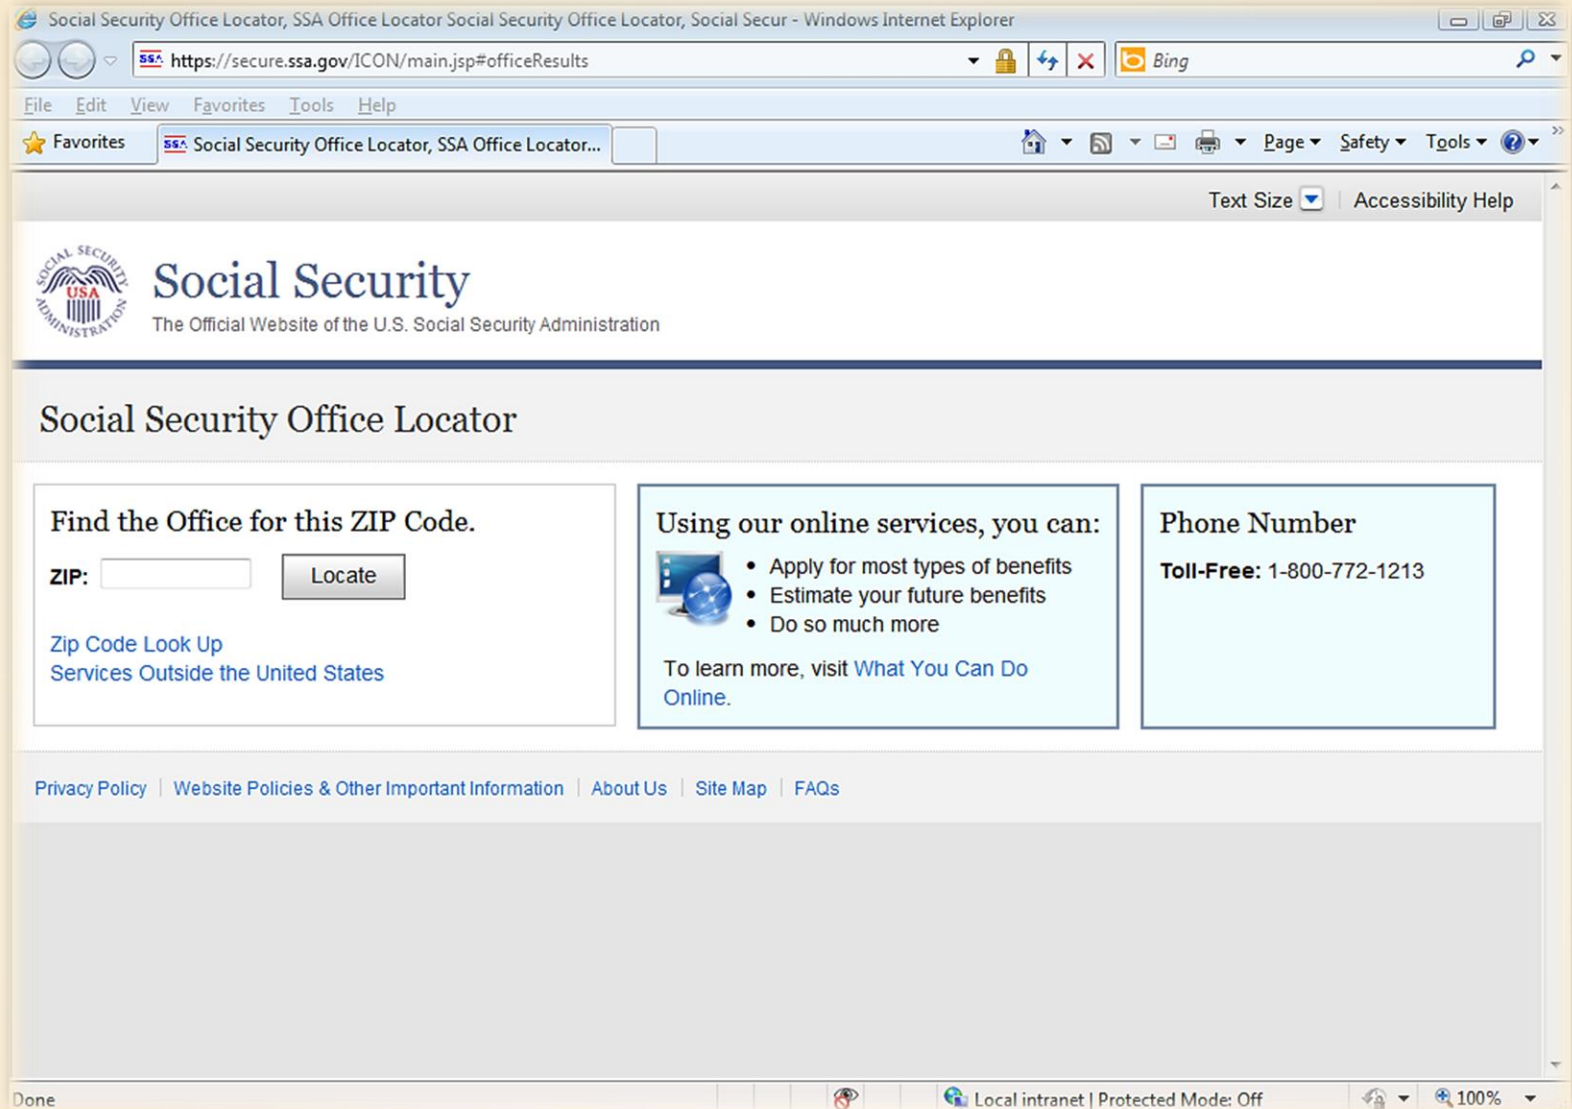 Social Security Office Locator, SSA Office Locator Social Security Office Locator, Social Secur - Windows Internet Explorer
SSA https://secure.ssa.gov/ICON/main.jsp#officeResults
Bing
File Edit View Favorites Tools Help
Favorites
SSA Social Security Office Locator, SSA Office Locator...
Page Safety Tools
Text Size
Accessibility Help
SOCIAL SECURITY ADMINISTRATION
USA
Social Security
The Official Website of the U.S. Social Security Administration
Social Security Office Locator
Find the Office for this ZIP Code.
ZIP:
Locate
Zip Code Look Up
Services Outside the United States
Using our online services, you can:
• Apply for most types of benefits
• Estimate your future benefits
• Do so much more
To learn more, visit What You Can Do
Online.
Phone Number
Toll-Free: 1-800-772-1213
Privacy Policy | Website Policies & Other Important Information | About Us | Site Map | FAQs
Done
Local intranet | Protected Mode: Off
100%